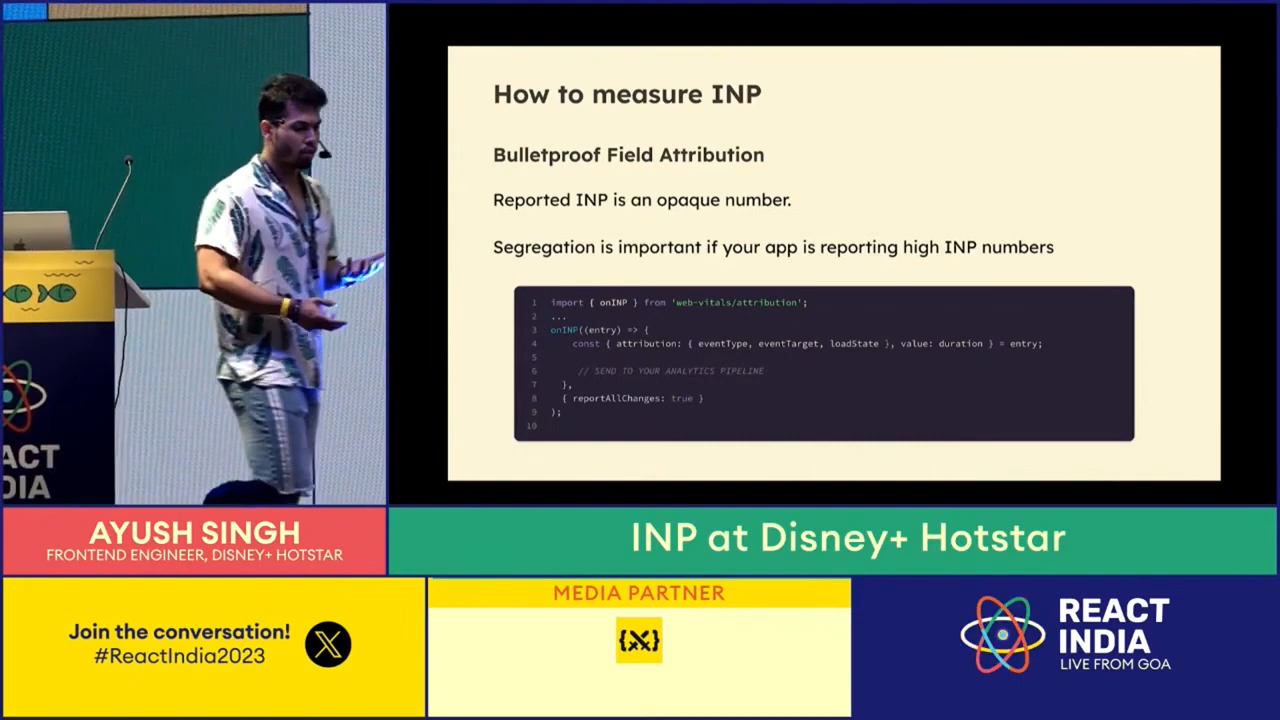 How to measure INP
Bulletproof Field Attribution
Reported INP is an opaque number.
Segregation is important if your app is reporting high INP numbers
1 import { onINP } from 'web-vitals/attribution';
2 ...
3 onINP((entry) => {
4 const { attribution: { eventType, eventTarget, loadState }, value: duration } = entry;
5
6 // SEND TO YOUR ANALYTICS PIPELINE
7 },
8 { reportAllChanges: true }
9 );
10
ACT
DIA
AYUSH SINGH
FRONTEND ENGINEER, DISNEY+ HOTSTAR
INP at Disney+ Hotstar
Join the conversation!
#ReactIndia2023
MEDIA PARTNER
REACT
INDIA
LIVE FROM GOA